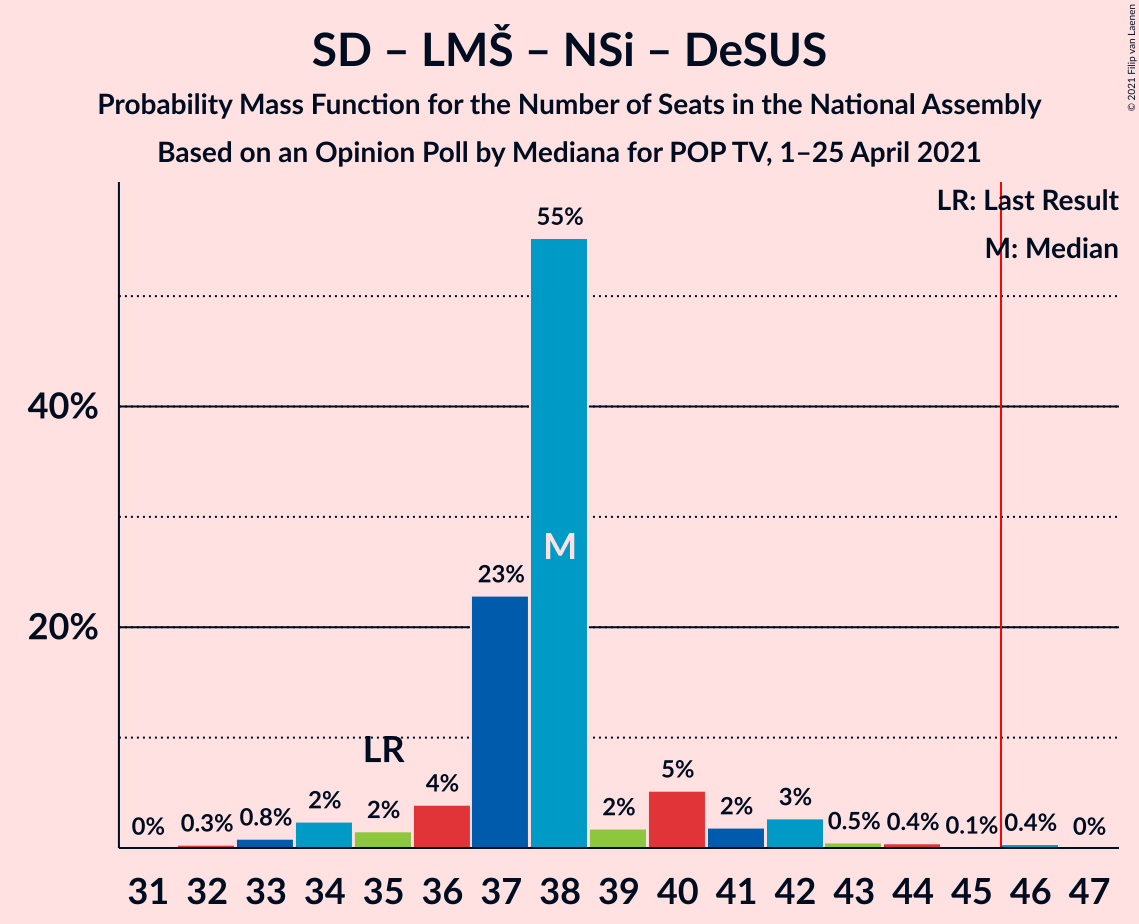 SD – LMŠ – NSi – DeSUS
Probability Mass Function for the Number of Seats in the National Assembly
Based on an Opinion Poll by Mediana for POP TV, 1–25 April 2021
© 2021 Filip van Laenen
LR: Last Result
M: Median
55%
40%
M
23%
20%
LR
0% 0.3% 0.8% 2% 2% 4% 2% 5% 2% 3% 0.5% 0.4% 0.1% 0.4% 0%
31 32 33 34 35 36 37 38 39 40 41 42 43 44 45 46 47